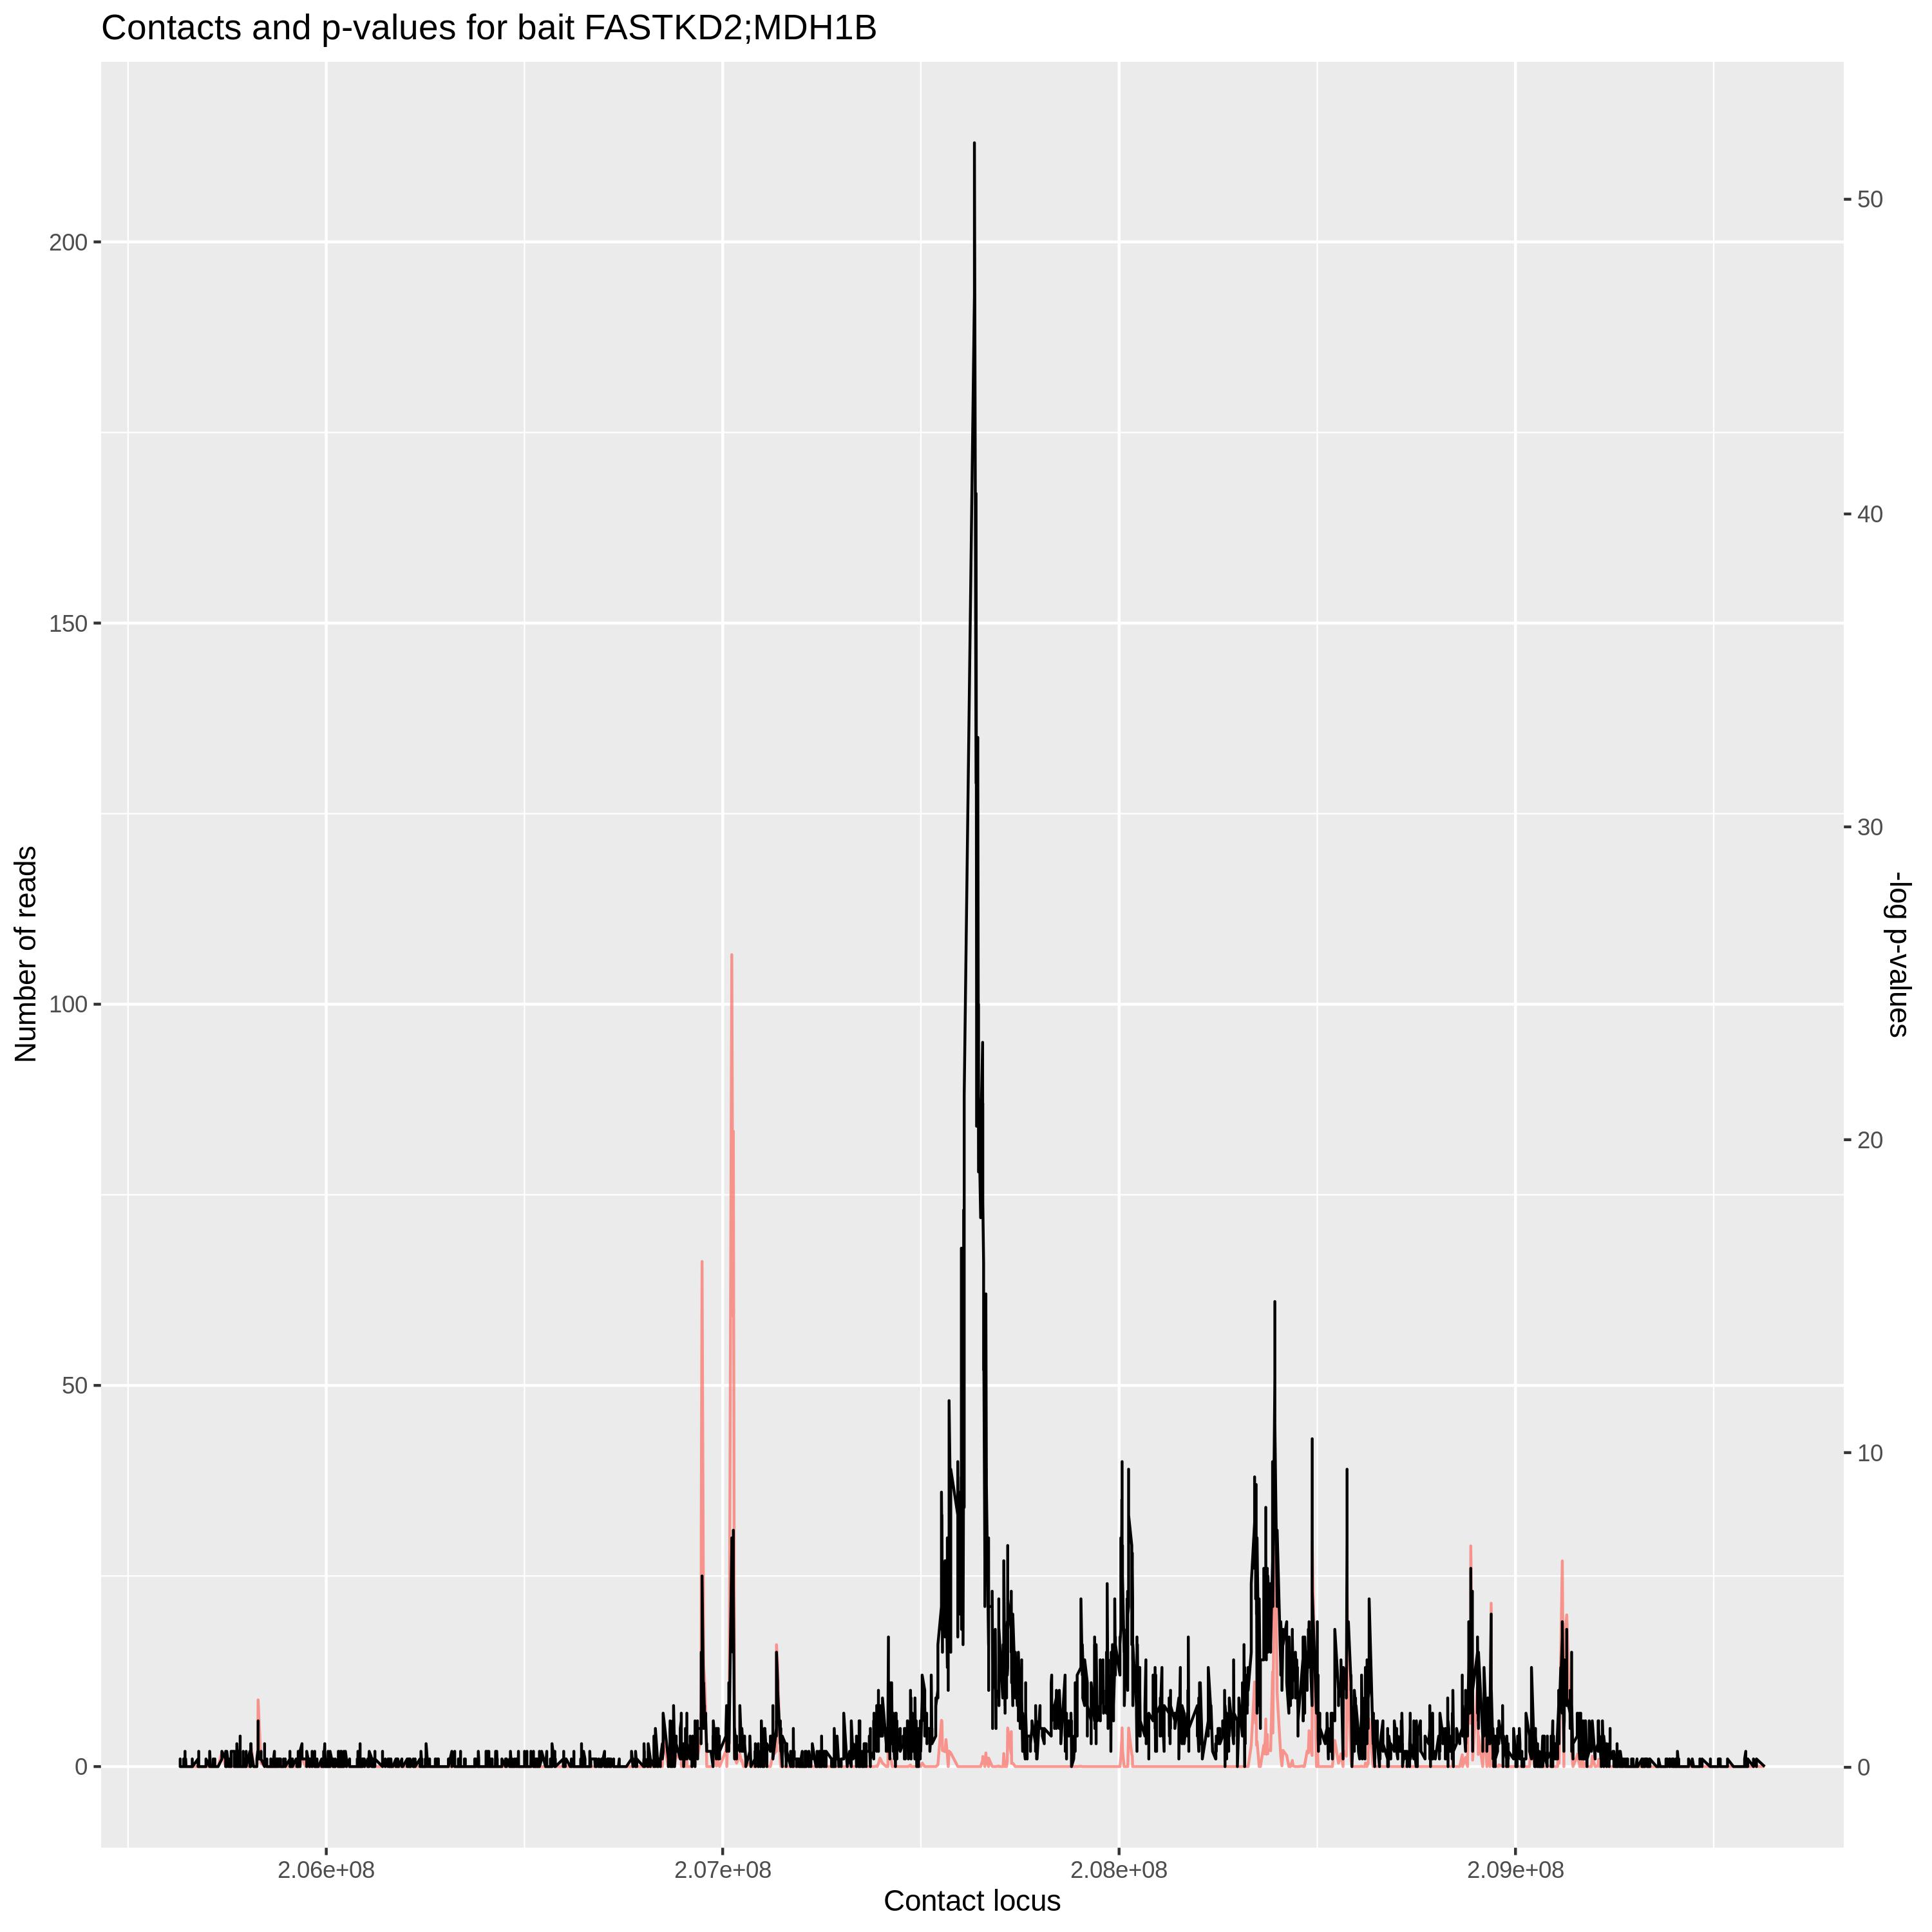 Contacts and p-values for bait FASTKD2;MDH1B
200
150
100
50
0
Number of reads
50
40
30
20
10
0
-log p-values
2.06e+08 2.07e+08 2.08e+08 2.09e+08
Contact locus